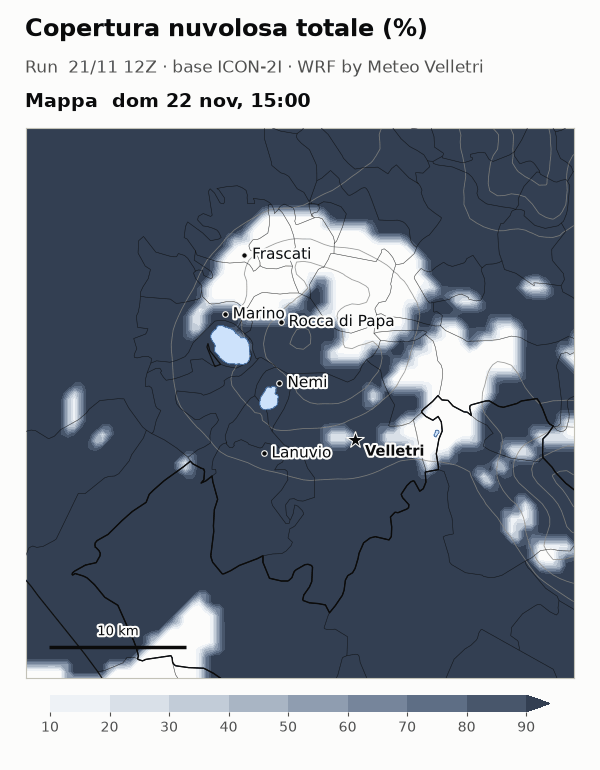 Copertura nuvolosa totale (%)
Run  21/11 12Z · base ICON-2I · WRF by Meteo Velletri
Mappa  dom 22 nov, 15:00
Frascati
Marino
Rocca di Papa
Nemi
Velletri
Lanuvio
10 km
10 20 30 40 50 60 70 80 90